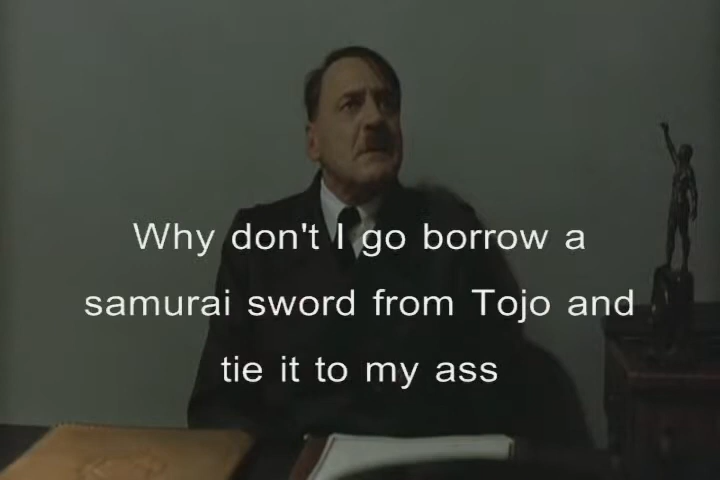 Why don't I go borrow a
samurai sword from Tojo and
tie it to my ass